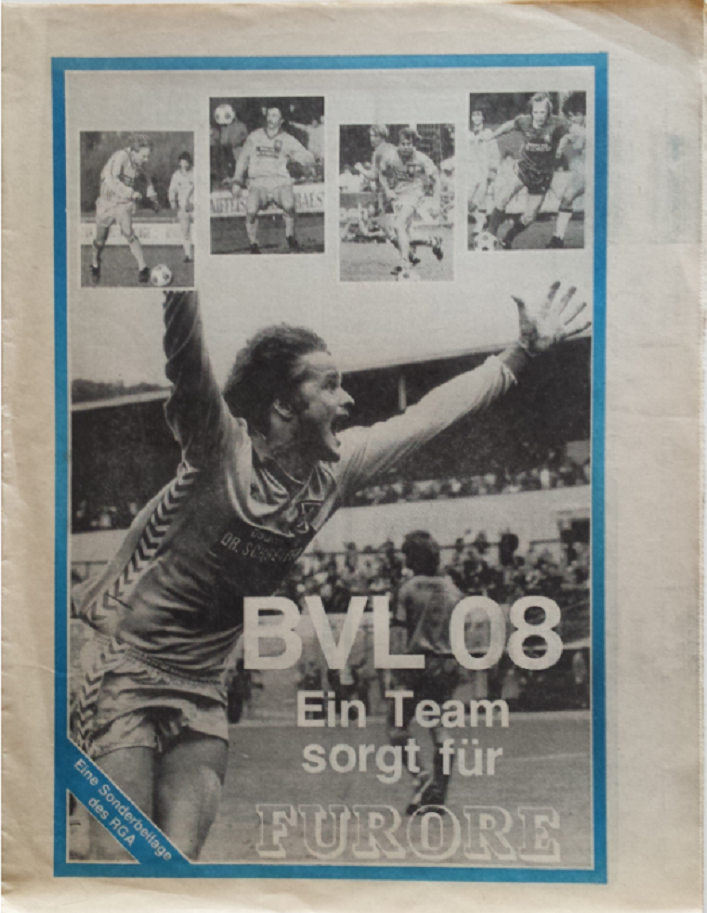 BVL 08
Ein Team
sorgt für
FURORE
Eine Sonderbeilage
des RGA